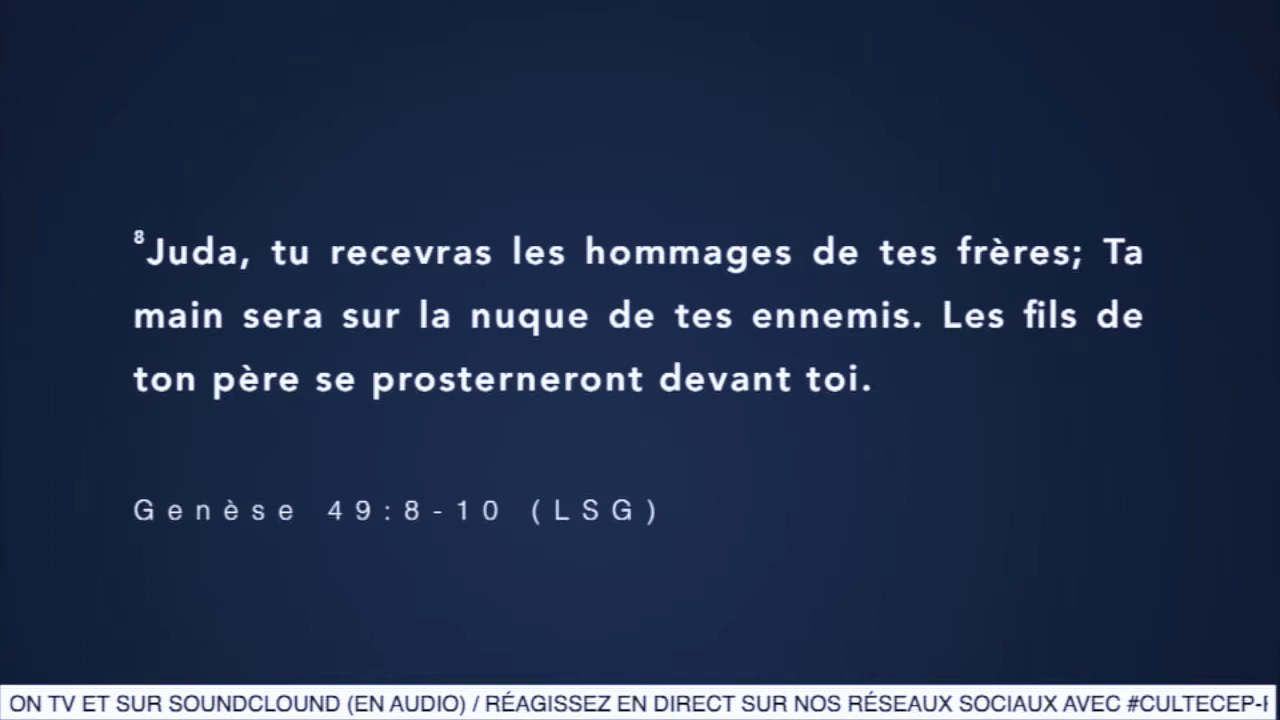 ⁸Juda, tu recevras les hommages de tes frères; Ta
main sera sur la nuque de tes ennemis. Les fils de
ton père se prosterneront devant toi.
Genèse 49:8-10 (LSG)
ON TV ET SUR SOUNDCLOUND (EN AUDIO) / RÉAGISSEZ EN DIRECT SUR NOS RÉSEAUX SOCIAUX AVEC #CULTECEP-